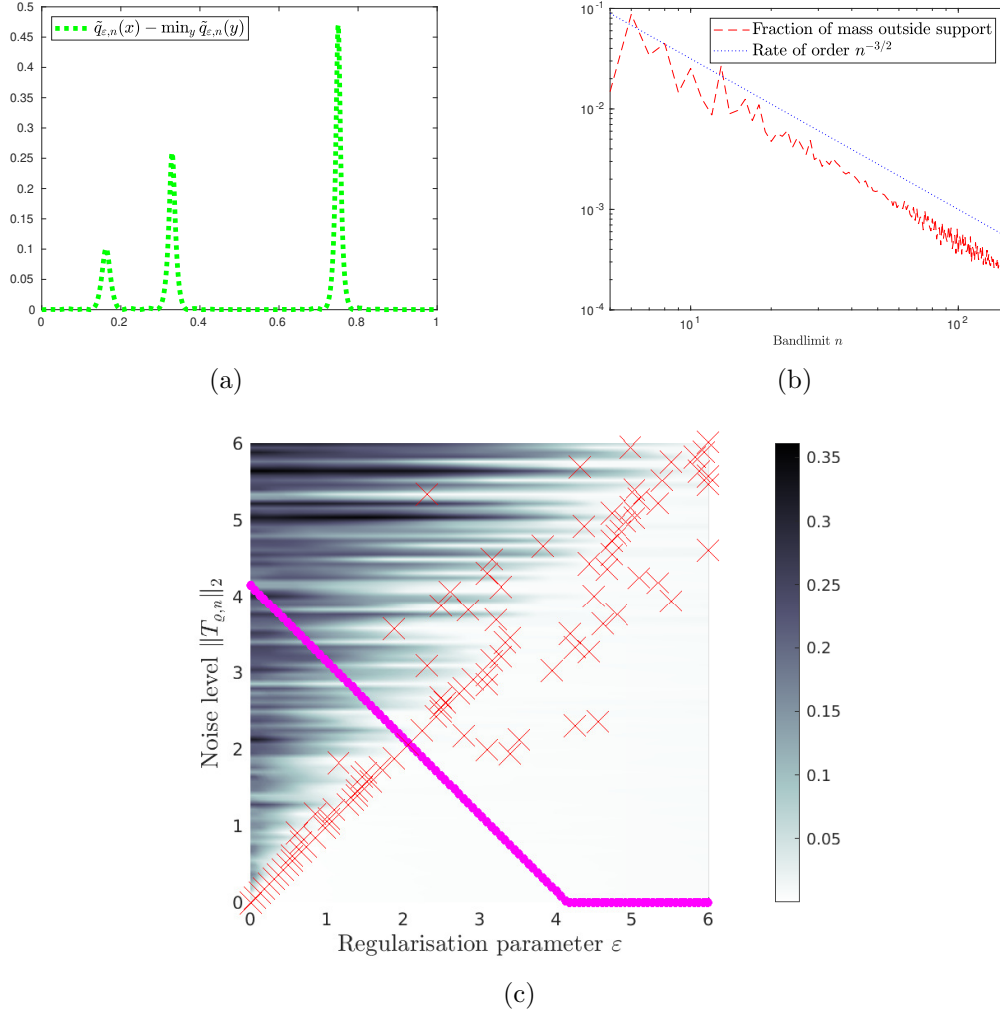 0.5
0.45
0.4
0.35
0.3
0.25
0.2
0.15
0.1
0.05
0
0 0.2 0.4 0.6 0.8 1
q̃ε,n(x) − miny q̃ε,n(y)
(a)
10⁻¹
10⁻²
10⁻³
10⁻⁴
10¹ 10²
Fraction of mass outside support
Rate of order n⁻³/²
Bandlimit n
(b)
Noise level ‖Tϱ,n‖₂
6
5
4
3
2
1
0
0 1 2 3 4 5 6
Regularisation parameter ε
0.35
0.3
0.25
0.2
0.15
0.1
0.05
(c)